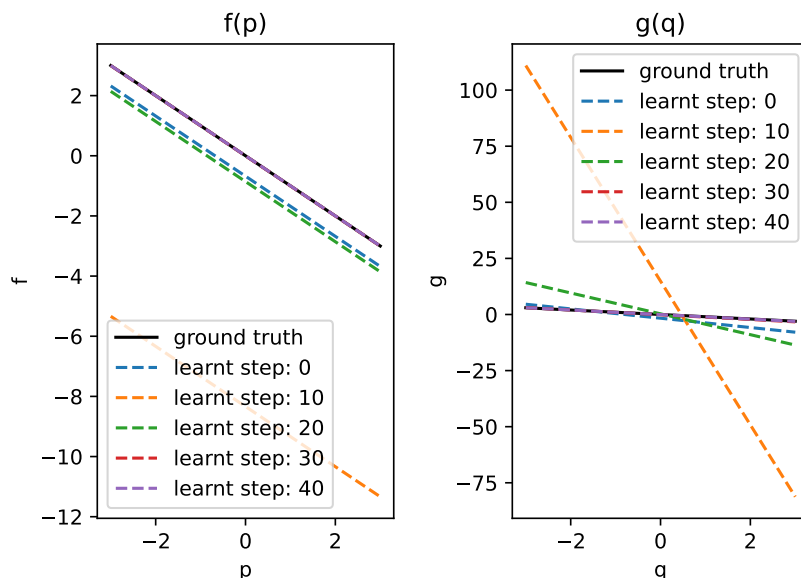 f(p)
2
0
−2
−4
−6
−8
−10
−12
f
ground truth
learnt step: 0
learnt step: 10
learnt step: 20
learnt step: 30
learnt step: 40
−2
0
2
p
g(q)
100
75
50
25
0
−25
−50
−75
g
ground truth
learnt step: 0
learnt step: 10
learnt step: 20
learnt step: 30
learnt step: 40
−2
0
2
q